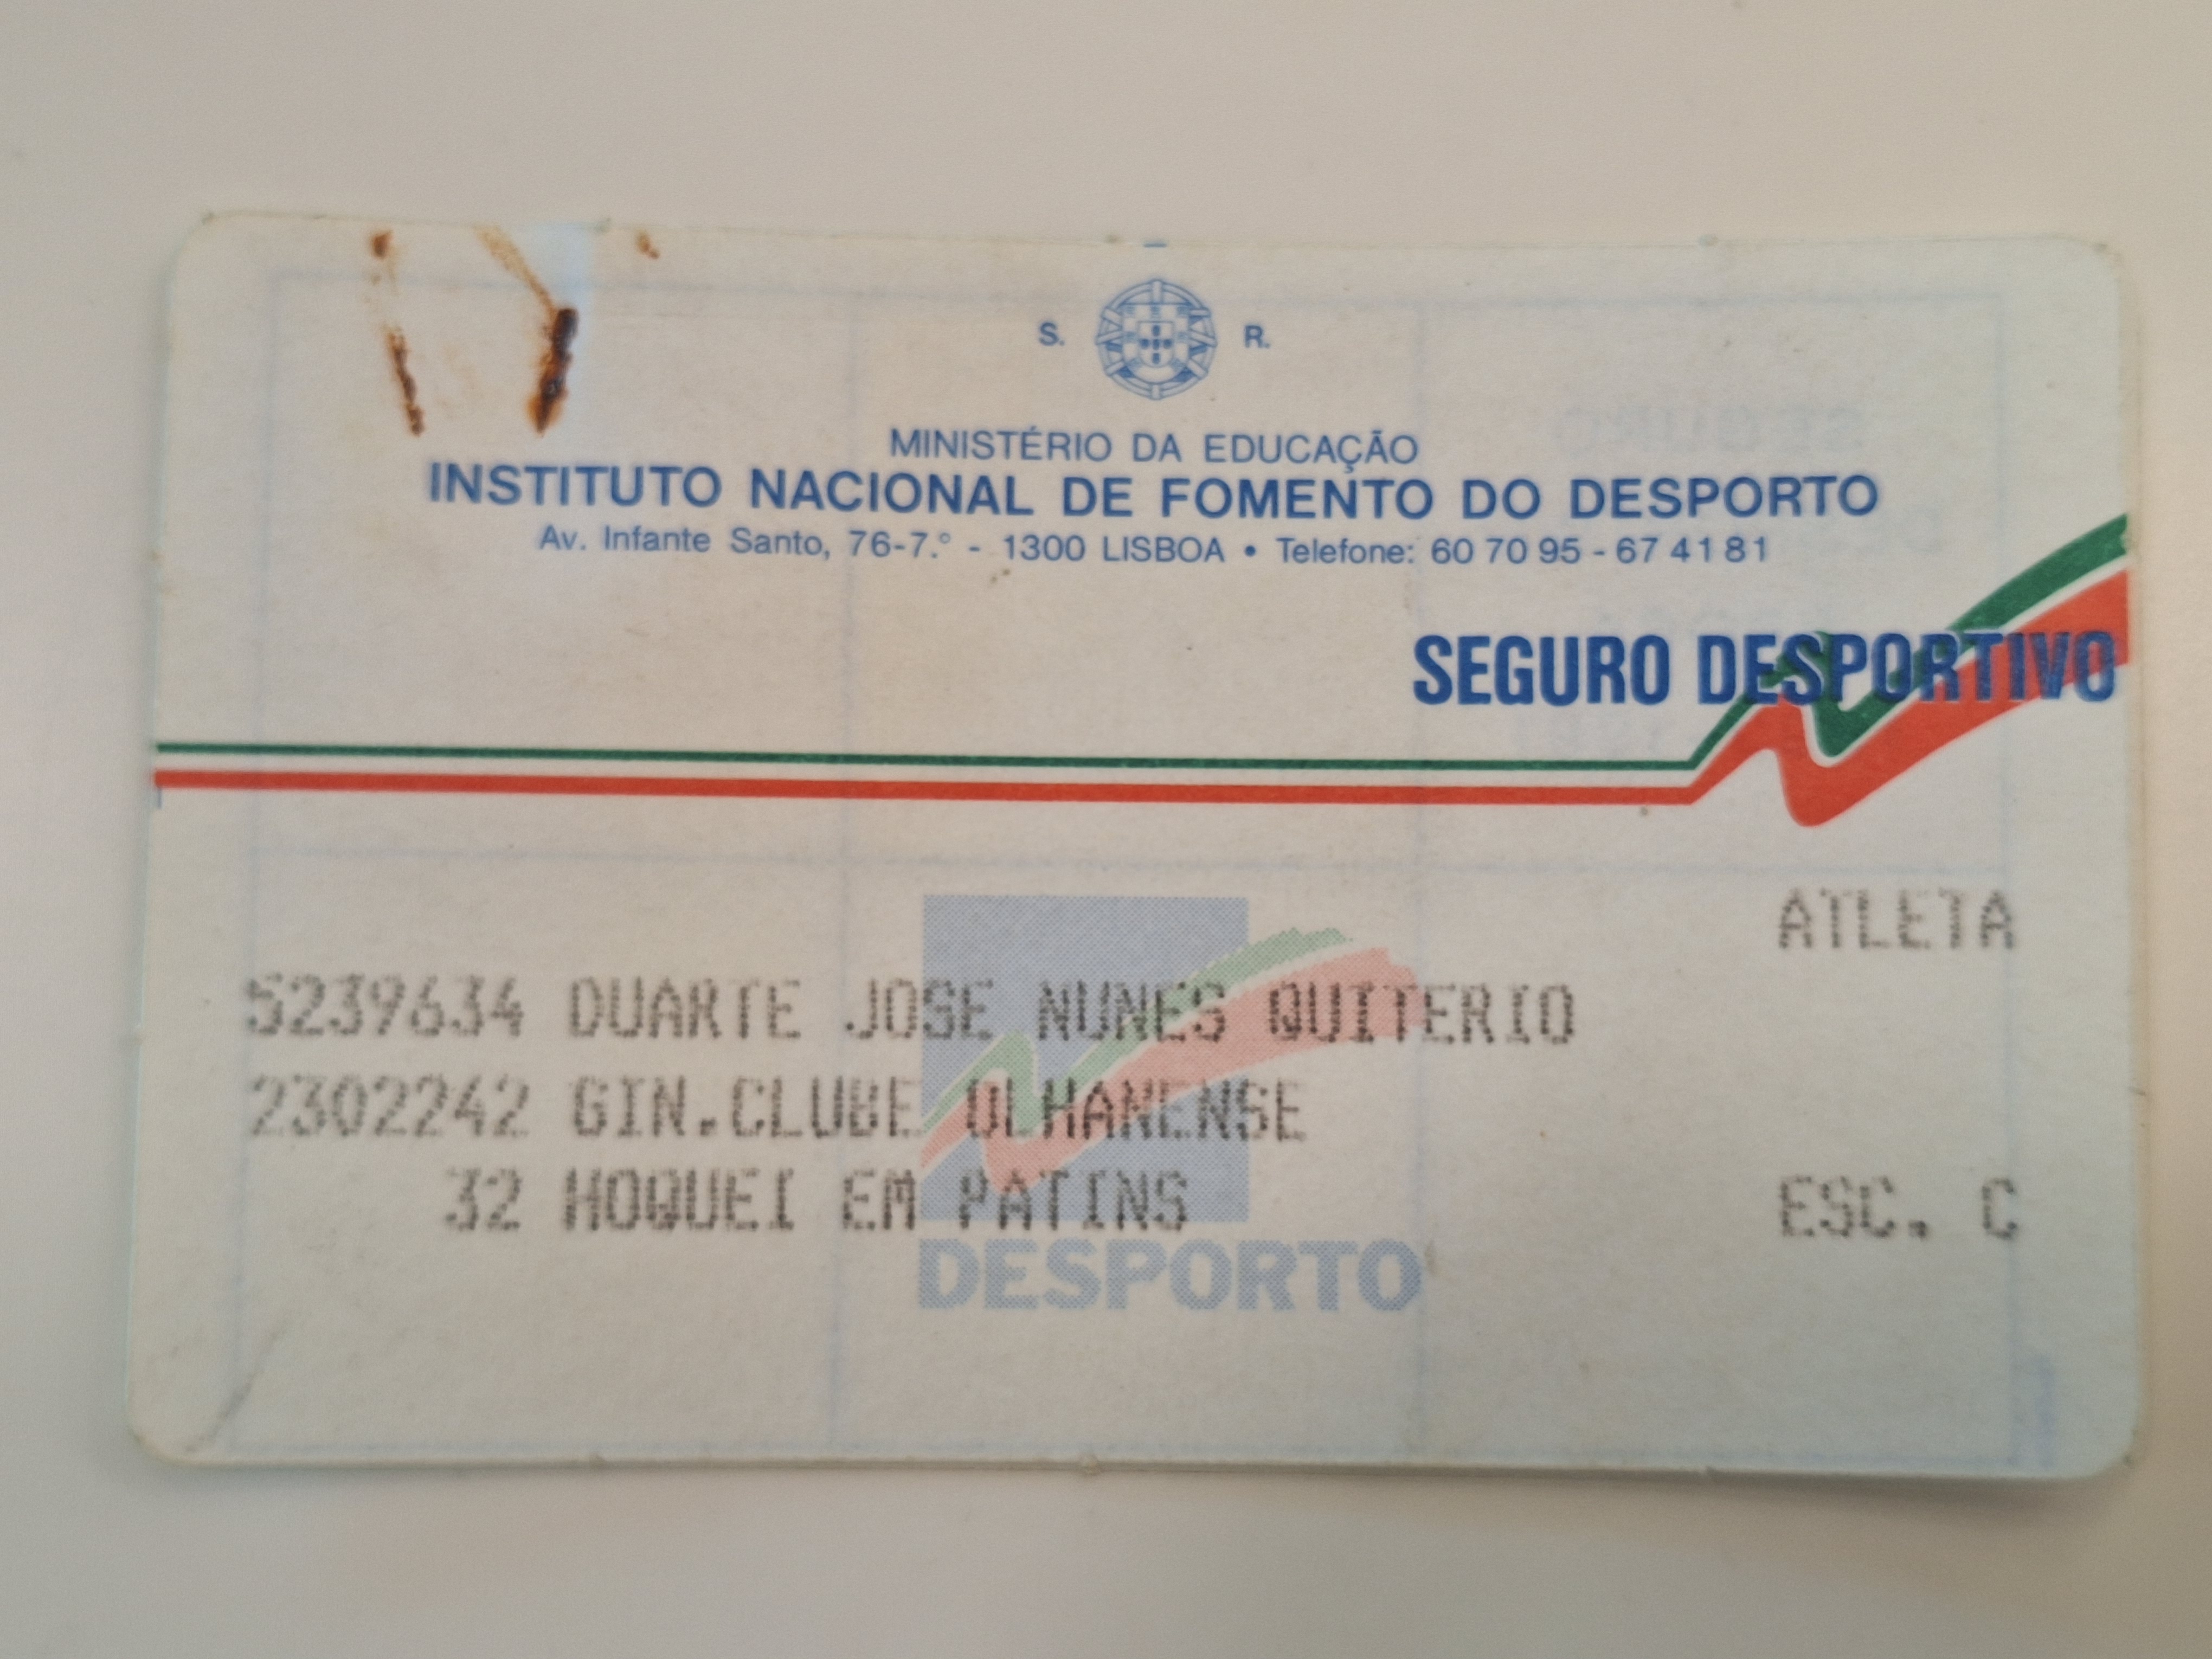 S. R.
MINISTÉRIO DA EDUCAÇÃO
INSTITUTO NACIONAL DE FOMENTO DO DESPORTO
Av. Infante Santo, 76-7.º - 1300 LISBOA • Telefone: 60 70 95 - 67 41 81
SEGURO DESPORTIVO
ATLETA
5239634 DUARTE JOSE NUNES QUITERIO
2302242 GIN.CLUBE OLHANENSE
32 HOQUEI EM PATINS ESC. C
DESPORTO